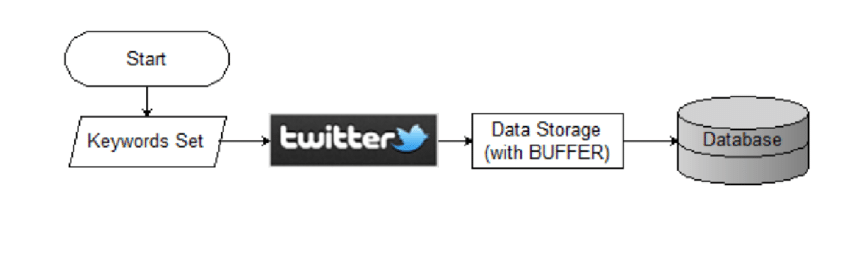 Start
Keywords Set
twitter
Data Storage
(with BUFFER)
Database